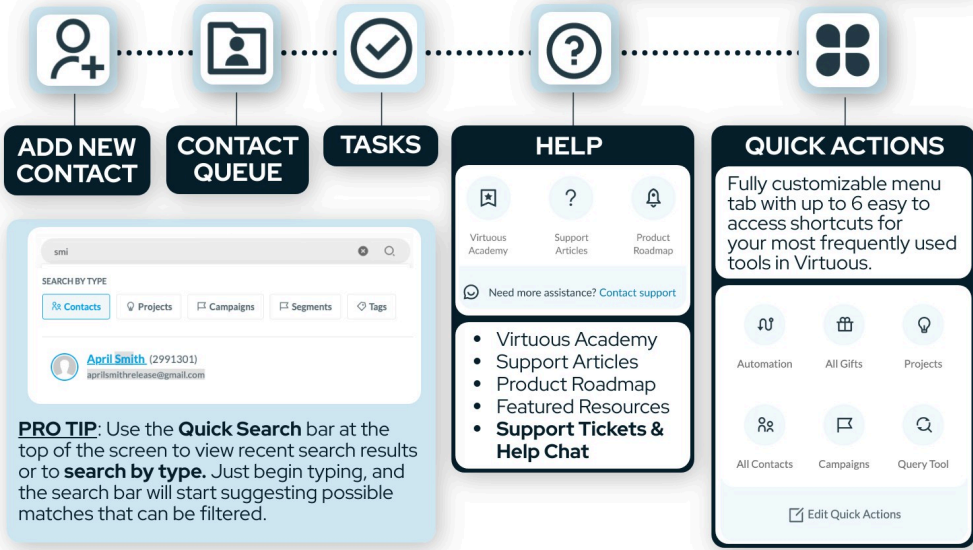 ADD NEW
CONTACT
CONTACT
QUEUE
TASKS
HELP
Virtuous
Academy
Support
Articles
Product
Roadmap
Need more assistance? Contact support
• Virtuous Academy
• Support Articles
• Product Roadmap
• Featured Resources
• Support Tickets &
Help Chat
QUICK ACTIONS
Fully customizable menu
tab with up to 6 easy to
access shortcuts for
your most frequently used
tools in Virtuous.
Automation
All Gifts
Projects
All Contacts
Campaigns
Query Tool
Edit Quick Actions
smi
SEARCH BY TYPE
Contacts
Projects
Campaigns
Segments
Tags
April Smith (2991301)
aprilsmithrelease@gmail.com
PRO TIP: Use the Quick Search bar at the
top of the screen to view recent search results
or to search by type. Just begin typing, and
the search bar will start suggesting possible
matches that can be filtered.